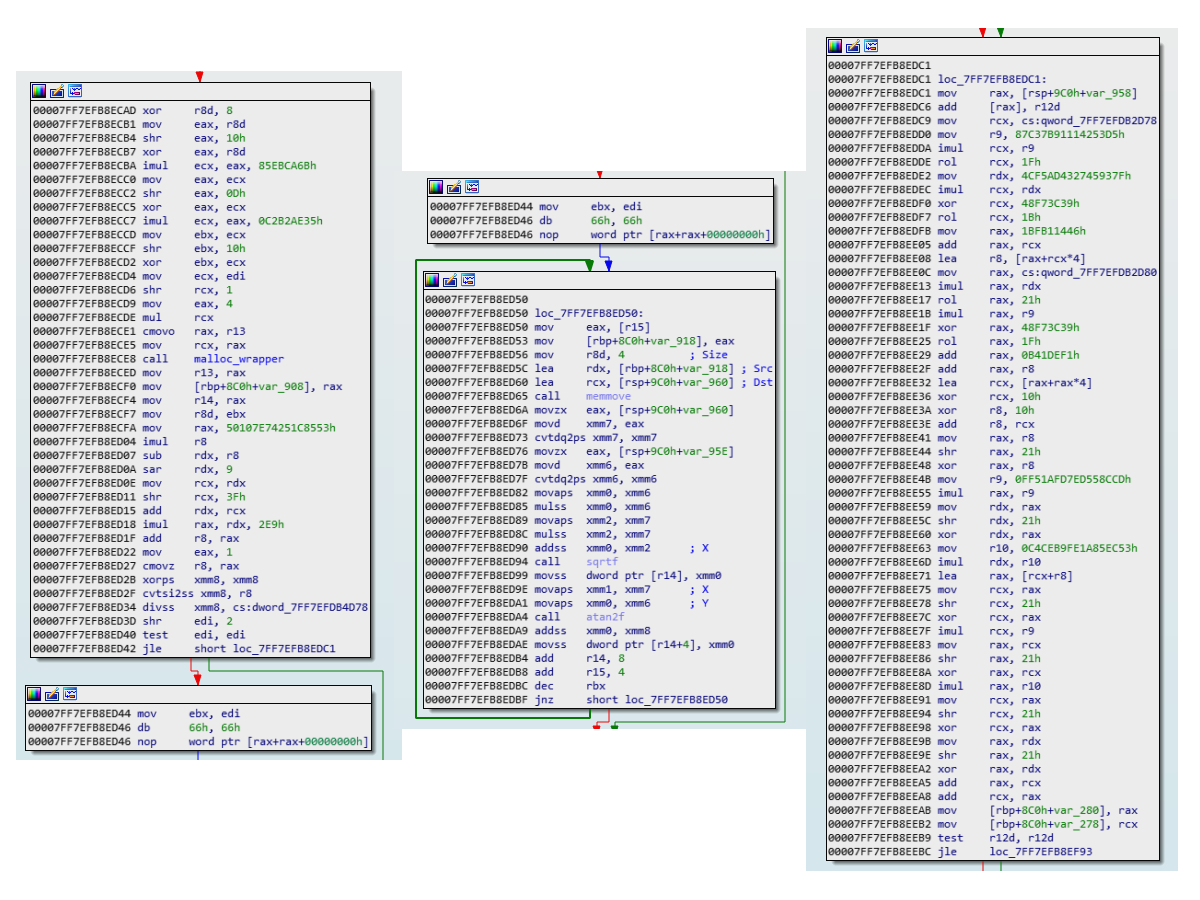 00007FF7EFB8ECAD xor r8d, 8
00007FF7EFB8ECB1 mov eax, r8d
00007FF7EFB8ECB4 shr eax, 10h
00007FF7EFB8ECB7 xor eax, r8d
00007FF7EFB8ECBA imul ecx, eax, 85EBCA6Bh
00007FF7EFB8ECC0 mov eax, ecx
00007FF7EFB8ECC2 shr eax, 0Dh
00007FF7EFB8ECC5 xor eax, ecx
00007FF7EFB8ECC7 imul ecx, eax, 0C2B2AE35h
00007FF7EFB8ECCD mov ebx, ecx
00007FF7EFB8ECCF shr ebx, 10h
00007FF7EFB8ECD2 xor ebx, ecx
00007FF7EFB8ECD4 mov ecx, edi
00007FF7EFB8ECD6 shr rcx, 1
00007FF7EFB8ECD9 mov eax, 4
00007FF7EFB8ECDE mul rcx
00007FF7EFB8ECE1 cmovo rax, r13
00007FF7EFB8ECE5 mov rcx, rax
00007FF7EFB8ECE8 call malloc_wrapper
00007FF7EFB8ECED mov r13, rax
00007FF7EFB8ECF0 mov [rbp+8C0h+var_908], rax
00007FF7EFB8ECF4 mov r14, rax
00007FF7EFB8ECF7 mov r8d, ebx
00007FF7EFB8ECFA mov rax, 50107E74251C8553h
00007FF7EFB8ED04 imul r8
00007FF7EFB8ED07 sub rdx, r8
00007FF7EFB8ED0A sar rdx, 9
00007FF7EFB8ED0E mov rcx, rdx
00007FF7EFB8ED11 shr rcx, 3Fh
00007FF7EFB8ED15 add rdx, rcx
00007FF7EFB8ED18 imul rax, rdx, 2E9h
00007FF7EFB8ED1F add r8, rax
00007FF7EFB8ED22 mov eax, 1
00007FF7EFB8ED27 cmovz r8, rax
00007FF7EFB8ED2B xorps xmm8, xmm8
00007FF7EFB8ED2F cvtsi2ss xmm8, r8
00007FF7EFB8ED34 divss xmm8, cs:dword_7FF7EFDB4D78
00007FF7EFB8ED3D shr edi, 2
00007FF7EFB8ED40 test edi, edi
00007FF7EFB8ED42 jle short loc_7FF7EFB8EDC1
00007FF7EFB8ED44 mov ebx, edi
00007FF7EFB8ED46 db 66h, 66h
00007FF7EFB8ED46 nop word ptr [rax+rax+00000000h]
00007FF7EFB8ED44 mov ebx, edi
00007FF7EFB8ED46 db 66h, 66h
00007FF7EFB8ED46 nop word ptr [rax+rax+00000000h]
00007FF7EFB8ED50
00007FF7EFB8ED50 loc_7FF7EFB8ED50:
00007FF7EFB8ED50 mov eax, [r15]
00007FF7EFB8ED53 mov [rbp+8C0h+var_918], eax
00007FF7EFB8ED56 mov r8d, 4 ; Size
00007FF7EFB8ED5C lea rdx, [rbp+8C0h+var_918] ; Src
00007FF7EFB8ED60 lea rcx, [rsp+9C0h+var_960] ; Dst
00007FF7EFB8ED65 call memmove
00007FF7EFB8ED6A movzx eax, [rsp+9C0h+var_960]
00007FF7EFB8ED6F movd xmm7, eax
00007FF7EFB8ED73 cvtdq2ps xmm7, xmm7
00007FF7EFB8ED76 movzx eax, [rsp+9C0h+var_95E]
00007FF7EFB8ED7B movd xmm6, eax
00007FF7EFB8ED7F cvtdq2ps xmm6, xmm6
00007FF7EFB8ED82 movaps xmm0, xmm6
00007FF7EFB8ED85 mulss xmm0, xmm6
00007FF7EFB8ED89 movaps xmm2, xmm7
00007FF7EFB8ED8C mulss xmm2, xmm7
00007FF7EFB8ED90 addss xmm0, xmm2 ; X
00007FF7EFB8ED94 call sqrtf
00007FF7EFB8ED99 movss dword ptr [r14], xmm0
00007FF7EFB8ED9E movaps xmm1, xmm7 ; X
00007FF7EFB8EDA1 movaps xmm0, xmm6 ; Y
00007FF7EFB8EDA4 call atan2f
00007FF7EFB8EDA9 addss xmm0, xmm8
00007FF7EFB8EDAE movss dword ptr [r14+4], xmm0
00007FF7EFB8EDB4 add r14, 8
00007FF7EFB8EDB8 add r15, 4
00007FF7EFB8EDBC dec rbx
00007FF7EFB8EDBF jnz short loc_7FF7EFB8ED50
00007FF7EFB8EDC1
00007FF7EFB8EDC1 loc_7FF7EFB8EDC1:
00007FF7EFB8EDC1 mov rax, [rsp+9C0h+var_958]
00007FF7EFB8EDC6 add [rax], r12d
00007FF7EFB8EDC9 mov rcx, cs:qword_7FF7EFDB2D78
00007FF7EFB8EDD0 mov r9, 87C37B91114253D5h
00007FF7EFB8EDDA imul rcx, r9
00007FF7EFB8EDDE rol rcx, 1Fh
00007FF7EFB8EDE2 mov rdx, 4CF5AD432745937Fh
00007FF7EFB8EDEC imul rcx, rdx
00007FF7EFB8EDF0 xor rcx, 48F73C39h
00007FF7EFB8EDF7 rol rcx, 1Bh
00007FF7EFB8EDFB mov rax, 1BFB11446h
00007FF7EFB8EE05 add rax, rcx
00007FF7EFB8EE08 lea r8, [rax+rcx*4]
00007FF7EFB8EE0C mov rax, cs:qword_7FF7EFDB2D80
00007FF7EFB8EE13 imul rax, rdx
00007FF7EFB8EE17 rol rax, 21h
00007FF7EFB8EE1B imul rax, r9
00007FF7EFB8EE1F xor rax, 48F73C39h
00007FF7EFB8EE25 rol rax, 1Fh
00007FF7EFB8EE29 add rax, 0B41DEF1h
00007FF7EFB8EE2F add rax, r8
00007FF7EFB8EE32 lea rcx, [rax+rax*4]
00007FF7EFB8EE36 xor rcx, 10h
00007FF7EFB8EE3A xor r8, 10h
00007FF7EFB8EE3E add r8, rcx
00007FF7EFB8EE41 mov rax, r8
00007FF7EFB8EE44 shr rax, 21h
00007FF7EFB8EE48 xor rax, r8
00007FF7EFB8EE4B mov r9, 0FF51AFD7ED558CCDh
00007FF7EFB8EE55 imul rax, r9
00007FF7EFB8EE59 mov rdx, rax
00007FF7EFB8EE5C shr rdx, 21h
00007FF7EFB8EE60 xor rdx, rax
00007FF7EFB8EE63 mov r10, 0C4CEB9FE1A85EC53h
00007FF7EFB8EE6D imul rdx, r10
00007FF7EFB8EE71 lea rax, [rcx+r8]
00007FF7EFB8EE75 mov rcx, rax
00007FF7EFB8EE78 shr rcx, 21h
00007FF7EFB8EE7C xor rcx, rax
00007FF7EFB8EE7F imul rcx, r9
00007FF7EFB8EE83 mov rax, rcx
00007FF7EFB8EE86 shr rax, 21h
00007FF7EFB8EE8A xor rax, rcx
00007FF7EFB8EE8D imul rax, r10
00007FF7EFB8EE91 mov rcx, rax
00007FF7EFB8EE94 shr rcx, 21h
00007FF7EFB8EE98 xor rcx, rax
00007FF7EFB8EE9B mov rax, rdx
00007FF7EFB8EE9E shr rax, 21h
00007FF7EFB8EEA2 xor rax, rdx
00007FF7EFB8EEA5 add rax, rcx
00007FF7EFB8EEA8 add rcx, rax
00007FF7EFB8EEAB mov [rbp+8C0h+var_280], rax
00007FF7EFB8EEB2 mov [rbp+8C0h+var_278], rcx
00007FF7EFB8EEB9 test r12d, r12d
00007FF7EFB8EEBC jle loc_7FF7EFB8EF93